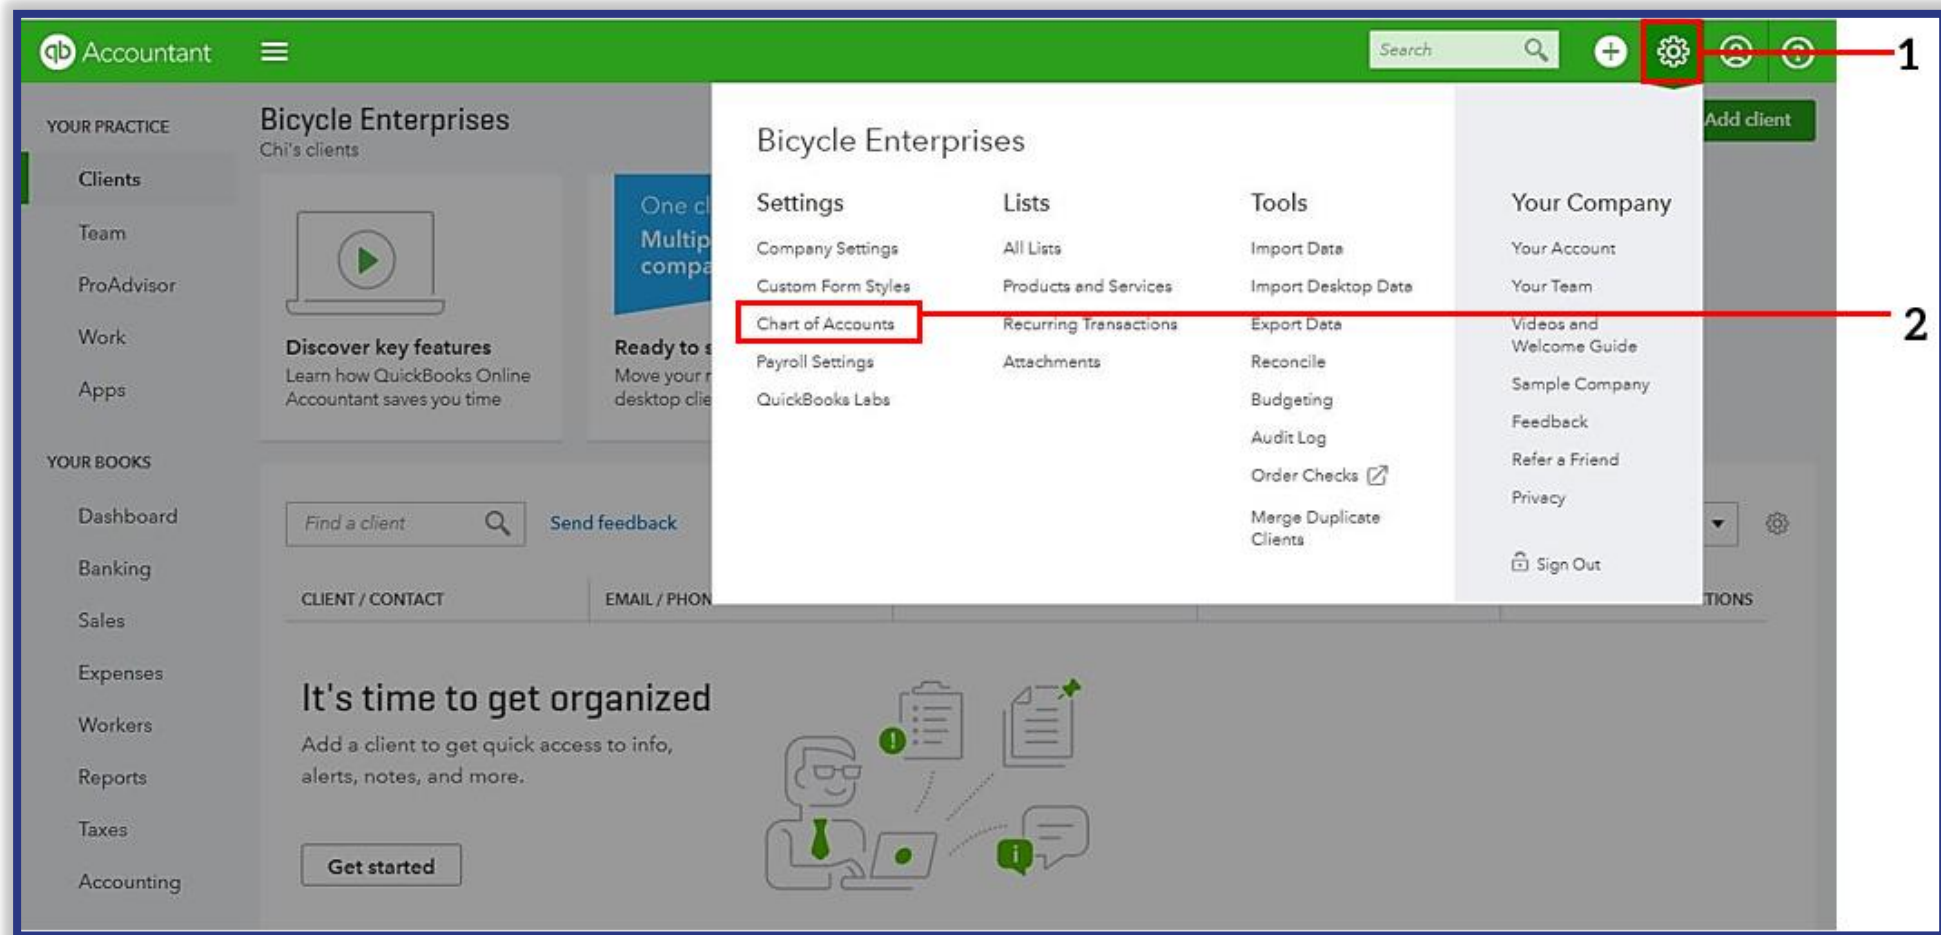 qb Accountant
Search
1
YOUR PRACTICE
Clients
Team
ProAdvisor
Work
Apps
YOUR BOOKS
Dashboard
Banking
Sales
Expenses
Workers
Reports
Taxes
Accounting
Bicycle Enterprises
Chi's clients
Add client
Discover key features
Learn how QuickBooks Online
Accountant saves you time
One
Multip
compa
Ready to
Move your
desktop
Bicycle Enterprises
Settings
Company Settings
Custom Form Styles
Chart of Accounts
2
Payroll Settings
QuickBooks Labs
Lists
All Lists
Products and Services
Recurring Transactions
Attachments
Tools
Import Data
Import Desktop Data
Export Data
Reconcile
Budgeting
Audit Log
Order Checks
Merge Duplicate
Clients
Your Company
Your Account
Your Team
Videos and
Welcome Guide
Sample Company
Feedback
Refer a Friend
Privacy
Sign Out
Find a client
Send feedback
CLIENT / CONTACT
EMAIL / PHON
TIONS
It's time to get organized
Add a client to get quick access to info,
alerts, notes, and more.
Get started